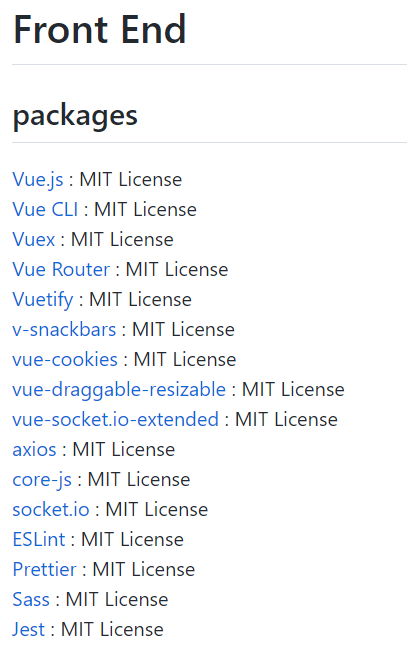 Front End
packages
Vue.js : MIT License
Vue CLI : MIT License
Vuex : MIT License
Vue Router : MIT License
Vuetify : MIT License
v-snackbars : MIT License
vue-cookies : MIT License
vue-draggable-resizable : MIT License
vue-socket.io-extended : MIT License
axios : MIT License
core-js : MIT License
socket.io : MIT License
ESLint : MIT License
Prettier : MIT License
Sass : MIT License
Jest : MIT License